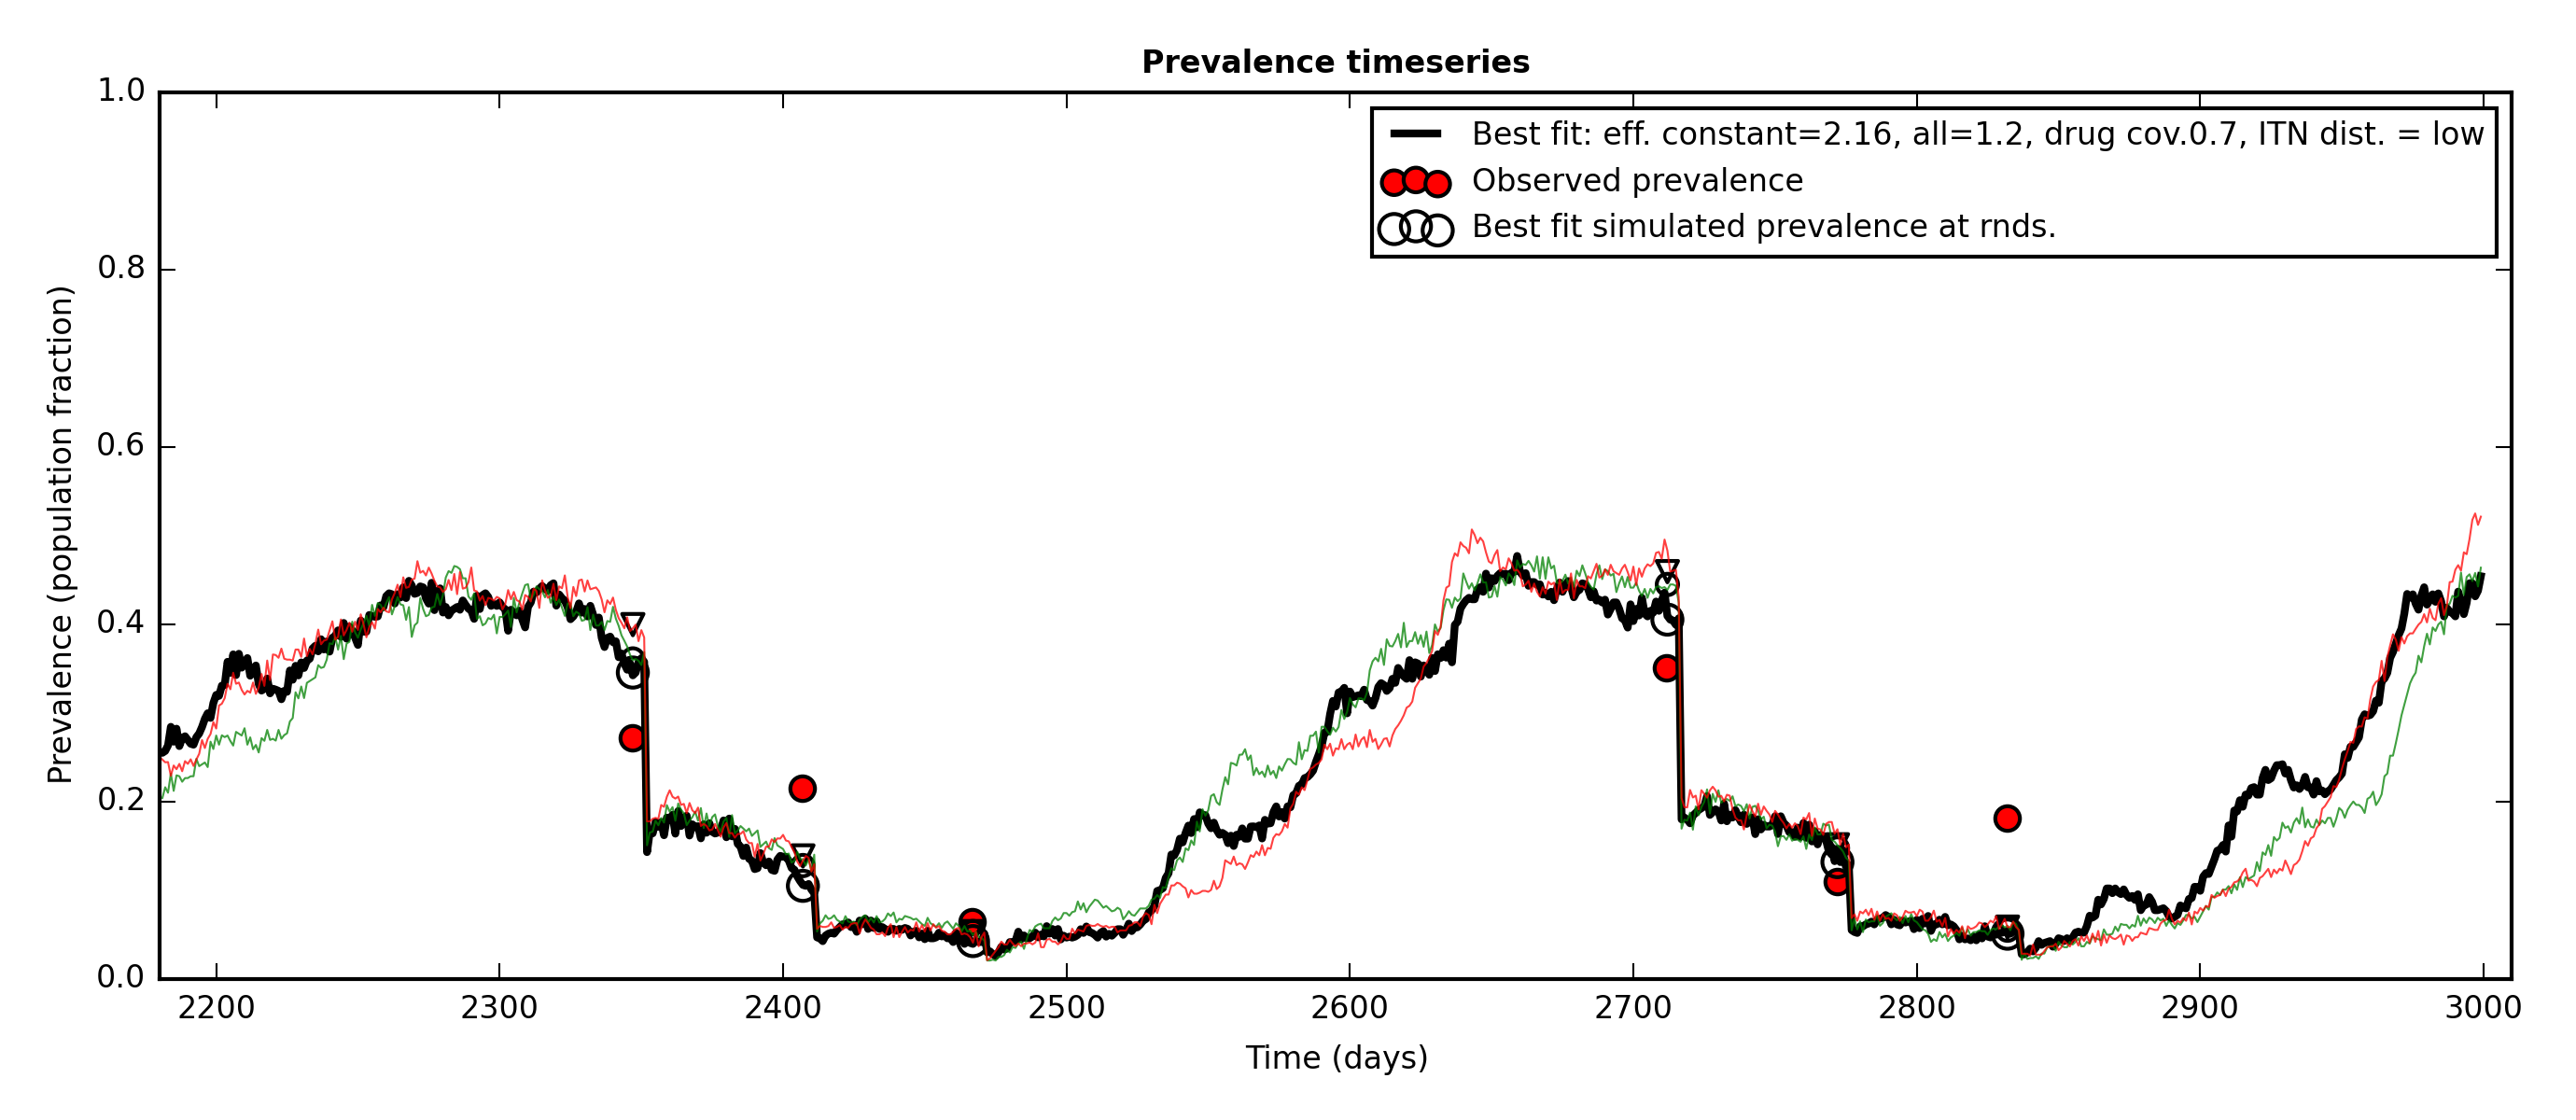 Prevalence timeseries
Best fit: eff. constant=2.16, all=1.2, drug cov.0.7, ITN dist. = low
Observed prevalence
Best fit simulated prevalence at rnds.
Prevalence (population fraction)
1.0
0.8
0.6
0.4
0.2
0.0
2200 2300 2400 2500 2600 2700 2800 2900 3000
Time (days)